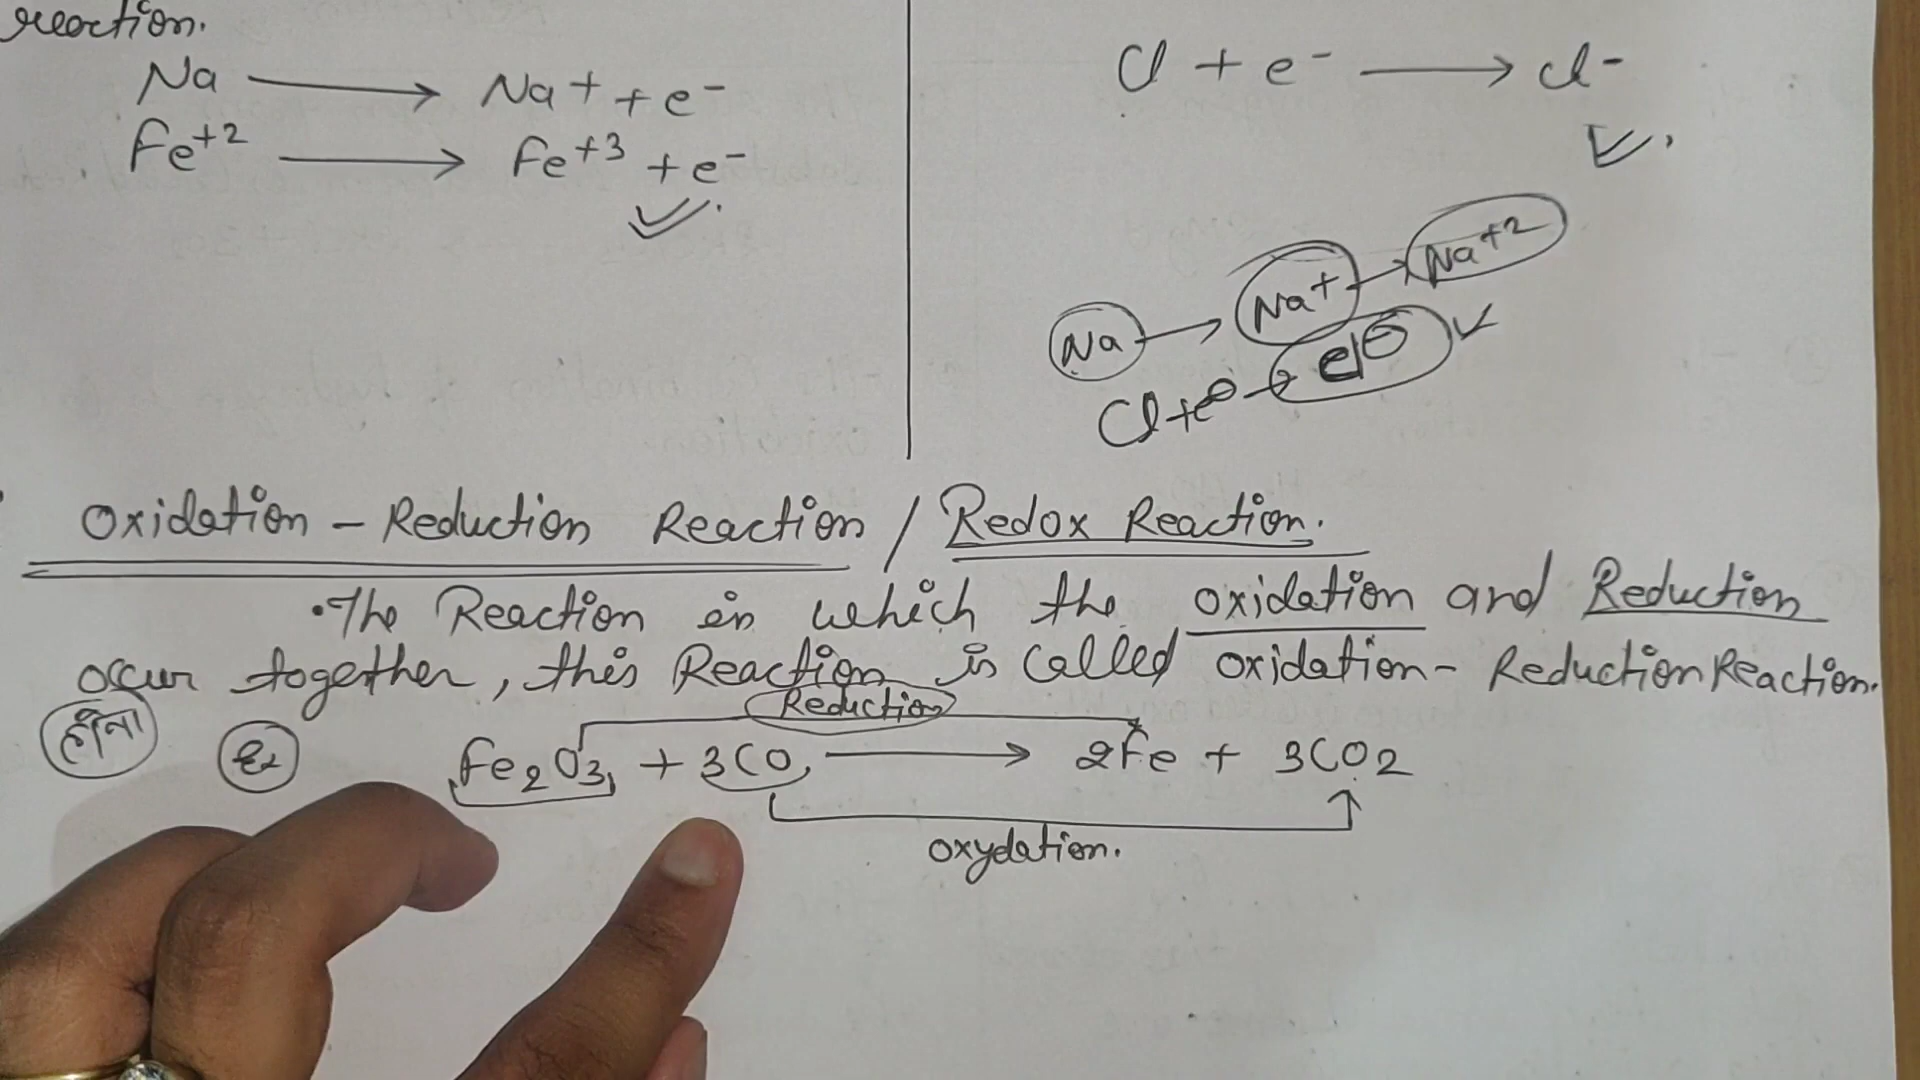 reaction.
Na ⟶ Na+ + e-
Fe+2 ⟶ Fe+3 + e-
Cl + e- ⟶ Cl-
Na → Na+ → Na+2
Cl + e⊖ → Cl⊖
Oxidation - Reduction Reaction / Redox Reaction.
• The Reaction in which the oxidation and Reduction
occur together, this Reaction is called oxidation - Reduction Reaction.
Reduction
Ex Fe2O3 + 3CO ⟶ 2Fe + 3CO2
oxydation.